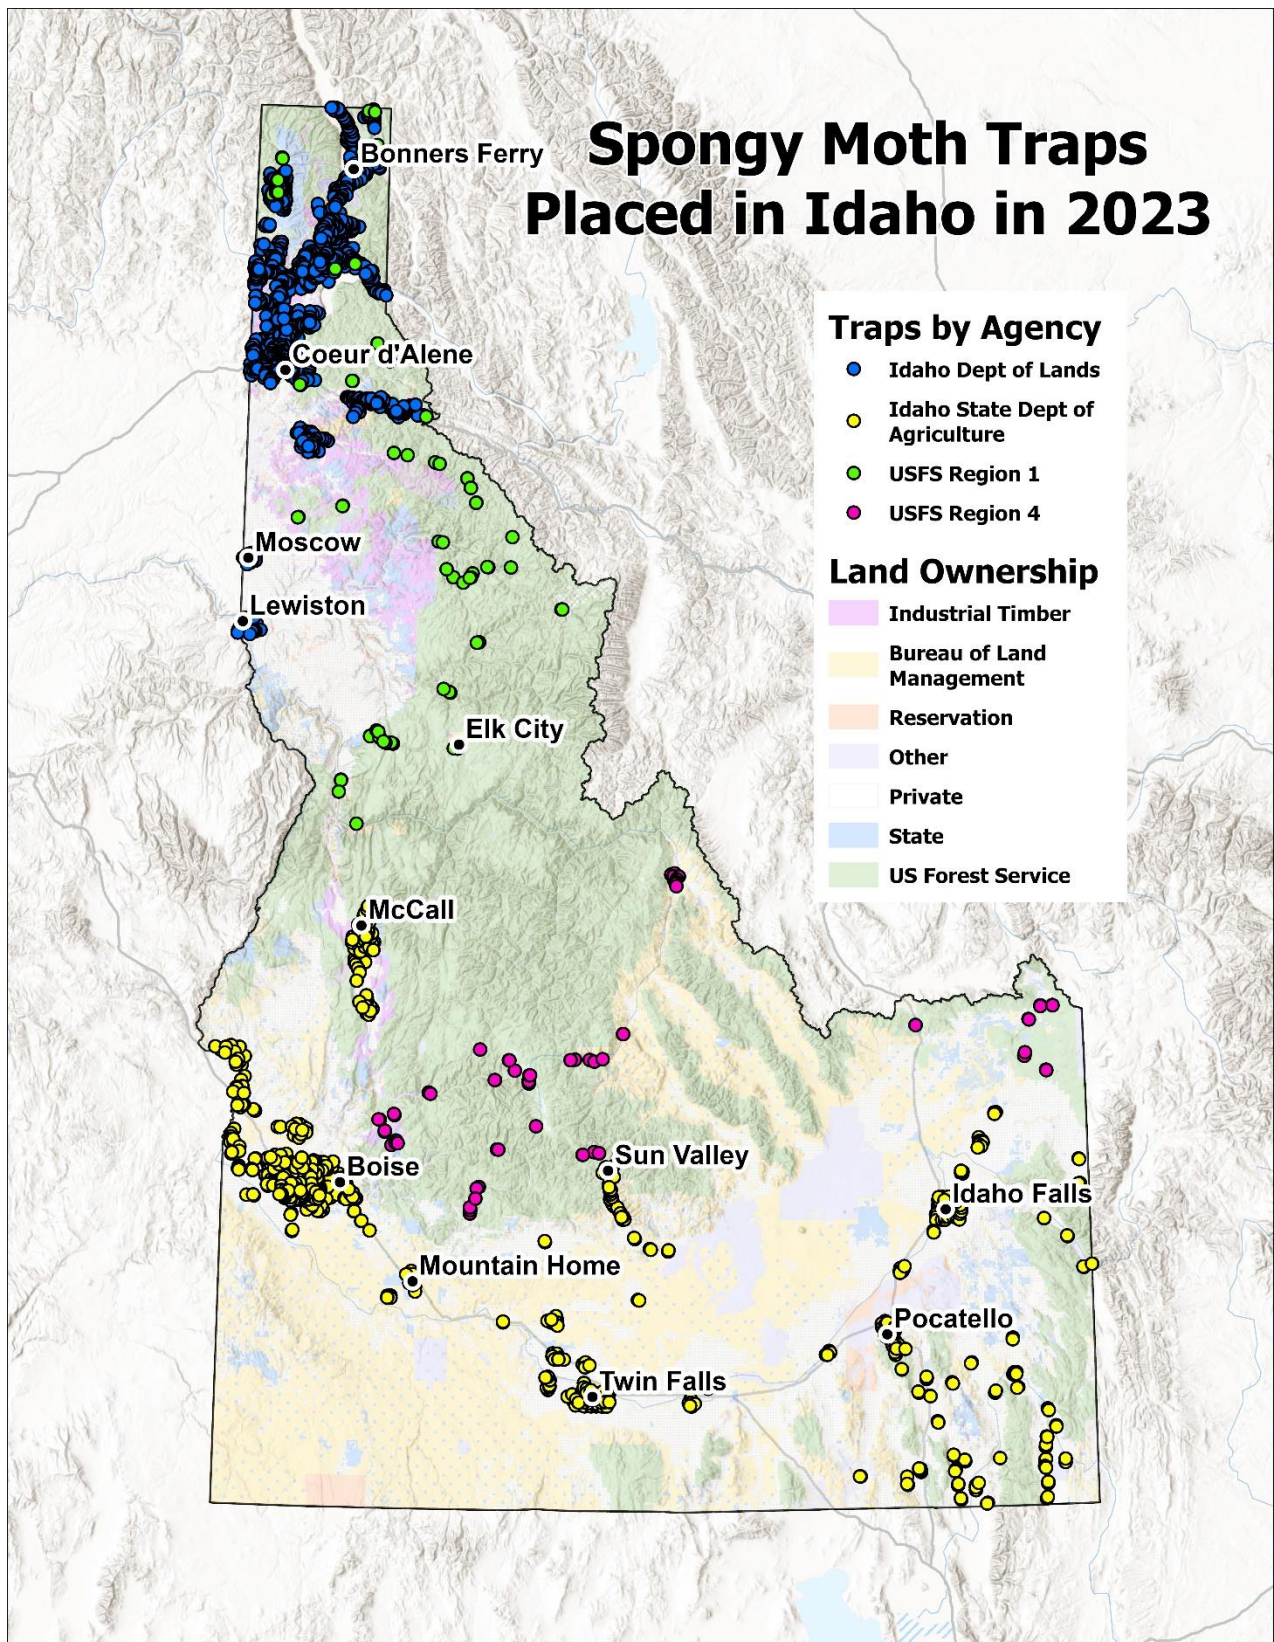 Spongy Moth Traps
Placed in Idaho in 2023
Bonners Ferry
Coeur d'Alene
Moscow
Lewiston
Elk City
McCall
Boise
Sun Valley
Idaho Falls
Mountain Home
Pocatello
Twin Falls
Traps by Agency
Idaho Dept of Lands
Idaho State Dept of
Agriculture
USFS Region 1
USFS Region 4
Land Ownership
Industrial Timber
Bureau of Land
Management
Reservation
Other
Private
State
US Forest Service